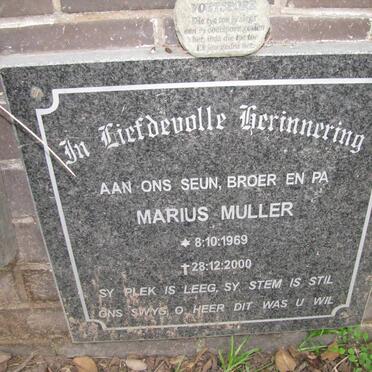 VOETSPORE
In Liefdevolle Herinnering
AAN ONS SEUN, BROER EN PA
MARIUS MULLER
* 8:10:1969
† 28:12:2000
SY PLEK IS LEEG, SY STEM IS STIL
ONS SWYG, O HEER DIT WAS U WIL